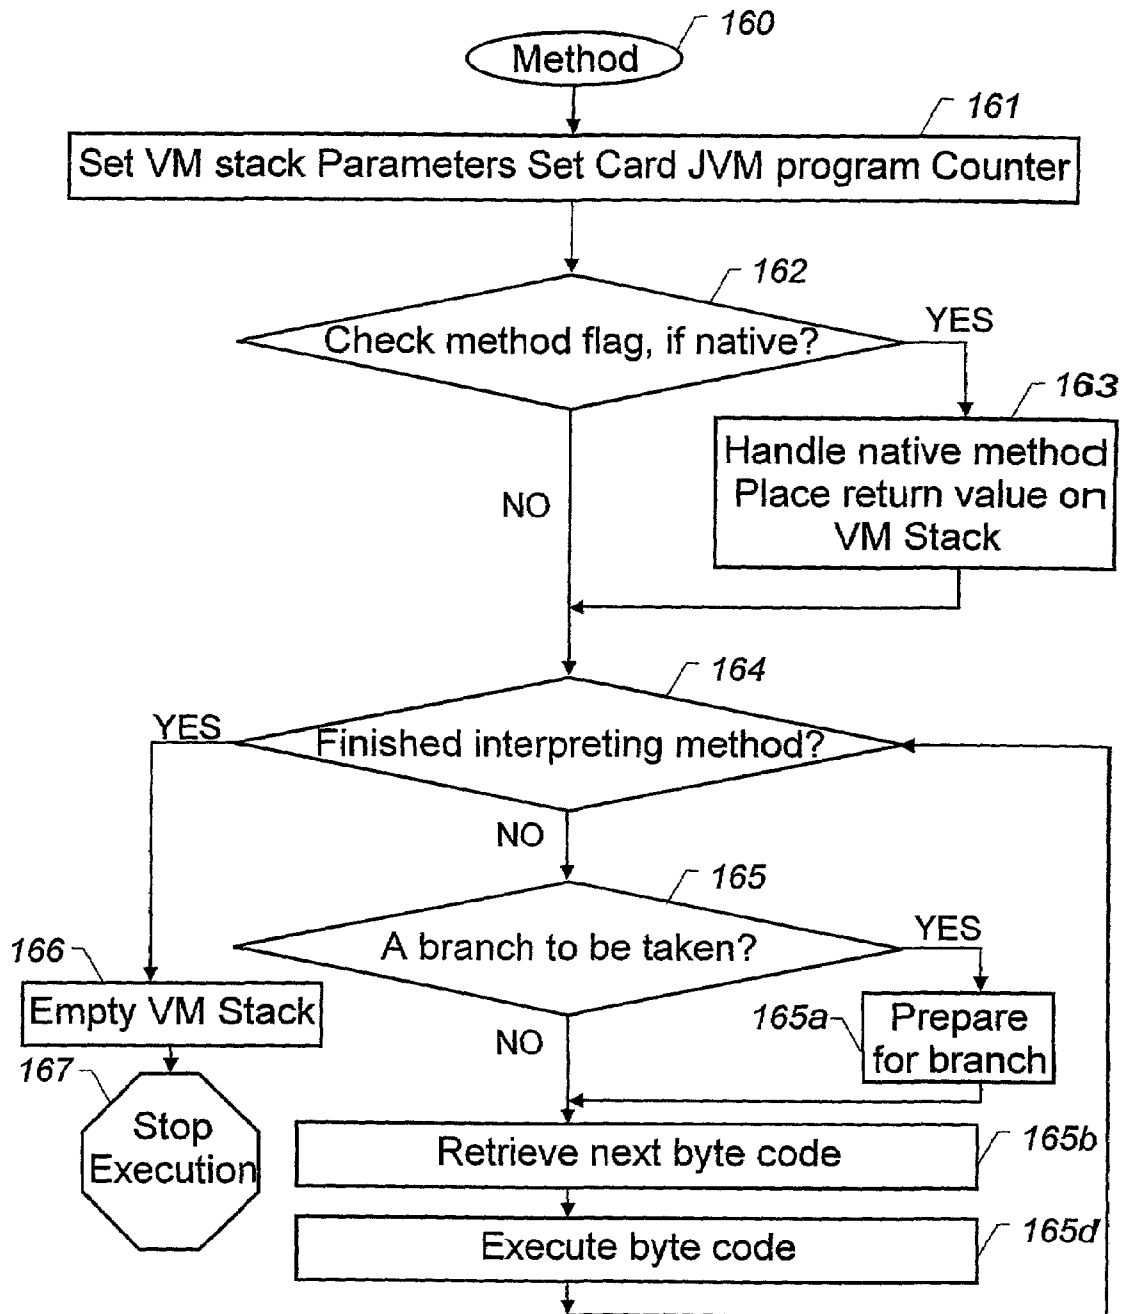 160
Method
161
Set VM stack Parameters Set Card JVM program Counter
162
Check method flag, if native?
YES
163
Handle native method
Place return value on
VM Stack
NO
164
YES
Finished interpreting method?
NO
165
A branch to be taken?
YES
166
Empty VM Stack
165a
Prepare
for branch
NO
167
Stop
Execution
Retrieve next byte code
165b
Execute byte code
165d